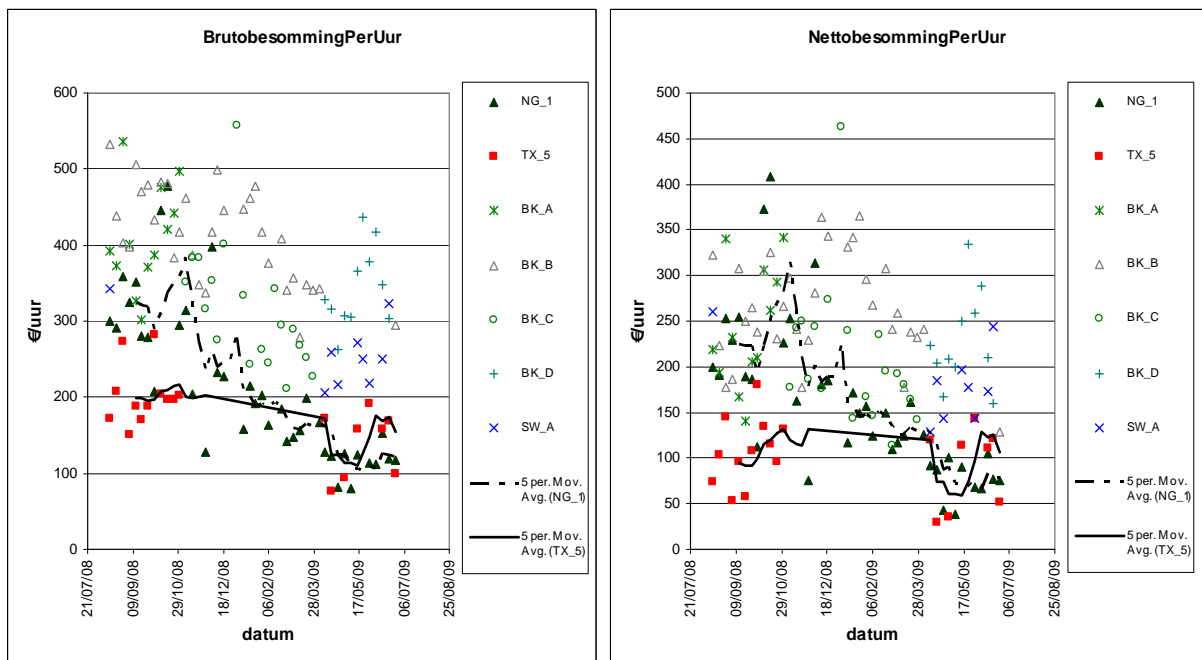 BrutobesommingPerUur
600
500
400
300
200
100
0
€/uur
21/07/08
09/09/08
29/10/08
18/12/08
06/02/09
28/03/09
17/05/09
06/07/09
25/08/09
datum
NG_1
TX_5
BK_A
BK_B
BK_C
BK_D
SW_A
5 per. Mov.
Avg. (NG_1)
5 per. Mov.
Avg. (TX_5)
NettobesommingPerUur
500
450
400
350
300
250
200
150
100
50
0
€/uur
21/07/08
09/09/08
29/10/08
18/12/08
06/02/09
28/03/09
17/05/09
06/07/09
25/08/09
datum
NG_1
TX_5
BK_A
BK_B
BK_C
BK_D
SW_A
5 per. Mov.
Avg. (NG_1)
5 per. Mov.
Avg. (TX_5)